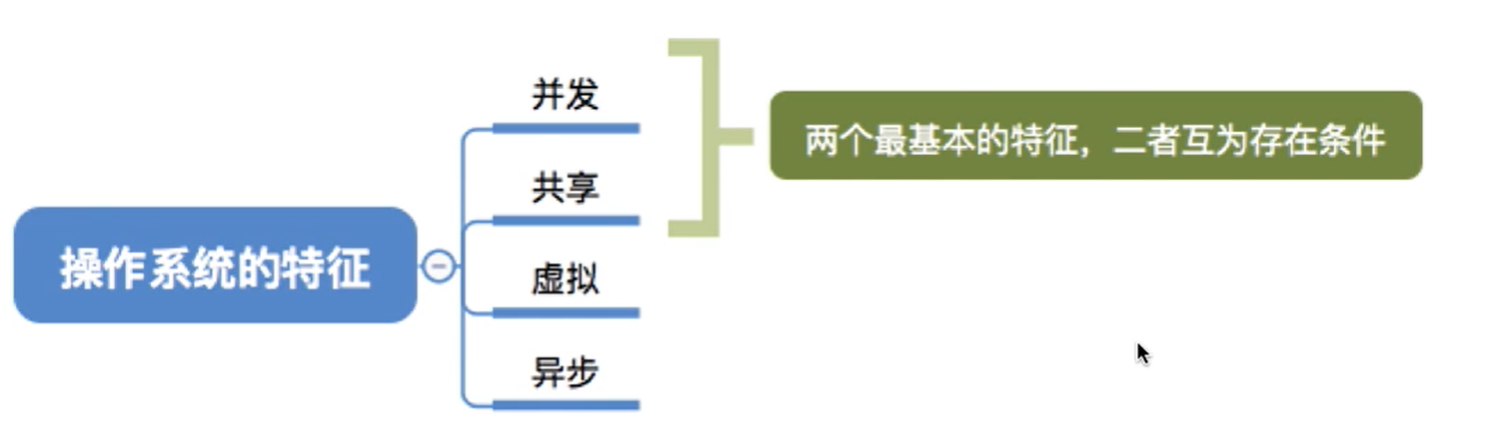 操作系统的特征
并发
共享
虚拟
异步
两个最基本的特征，二者互为存在条件